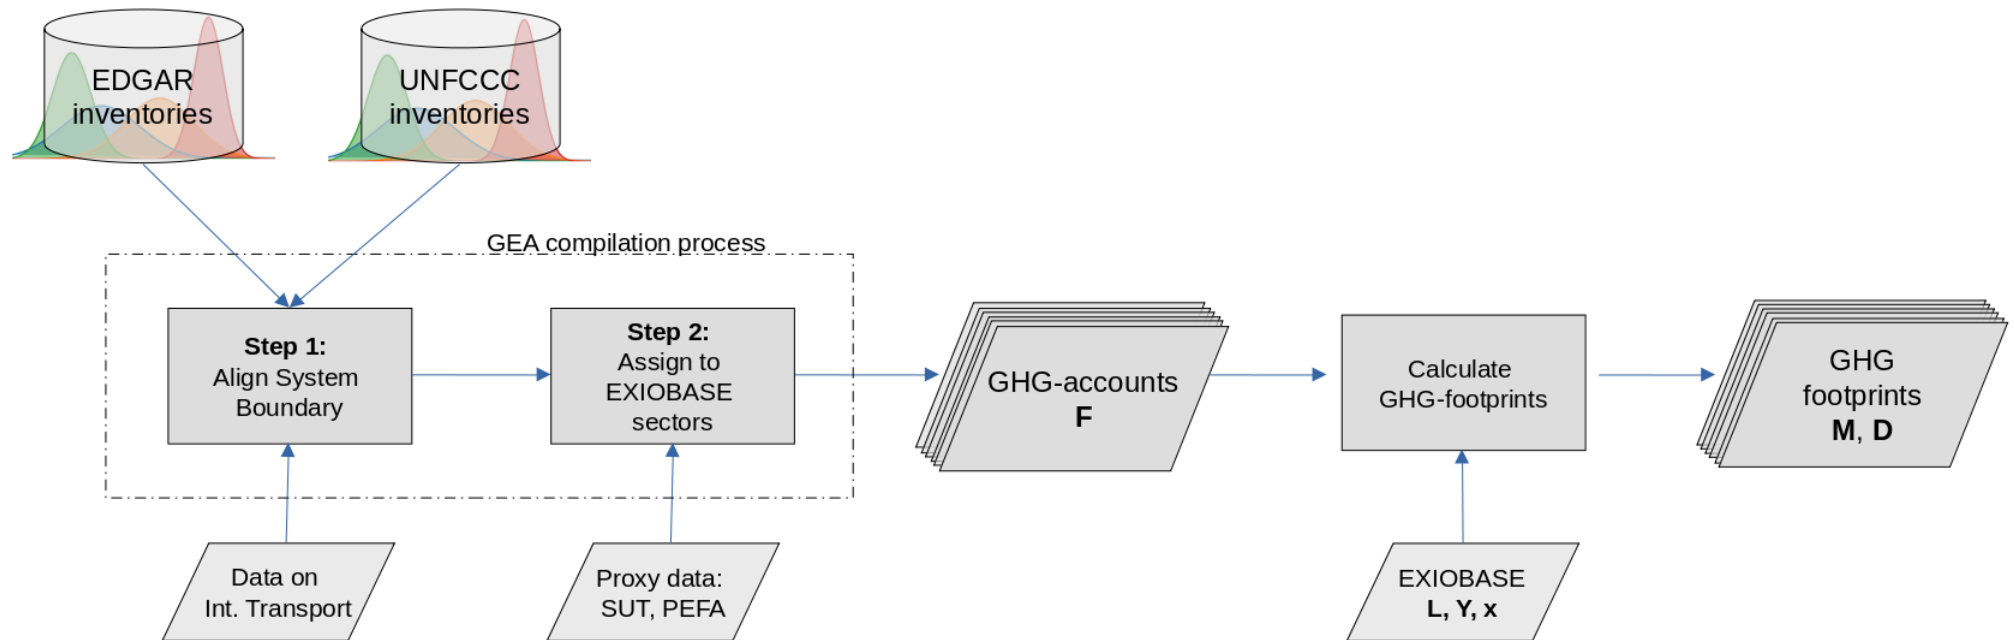 EDGAR
inventories
UNFCCC
inventories
GEA compilation process
Step 1:
Align System
Boundary
Step 2:
Assign to
EXIOBASE
sectors
GHG-accounts
F
Calculate
GHG-footprints
GHG
footprints
M, D
Data on
Int. Transport
Proxy data:
SUT, PEFA
EXIOBASE
L, Y, x